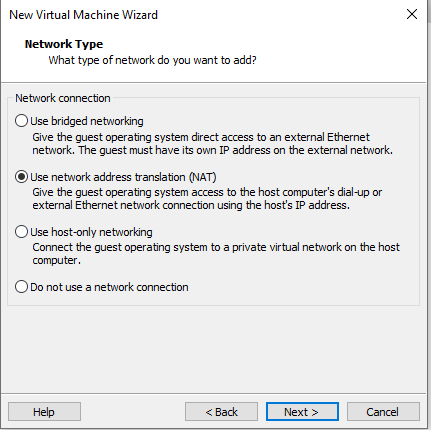 New Virtual Machine Wizard
Network Type
What type of network do you want to add?
Network connection
Use bridged networking
Give the guest operating system direct access to an external Ethernet
network. The guest must have its own IP address on the external network.
Use network address translation (NAT)
Give the guest operating system access to the host computer's dial-up or
external Ethernet network connection using the host's IP address.
Use host-only networking
Connect the guest operating system to a private virtual network on the host
computer.
Do not use a network connection
Help
< Back
Next >
Cancel